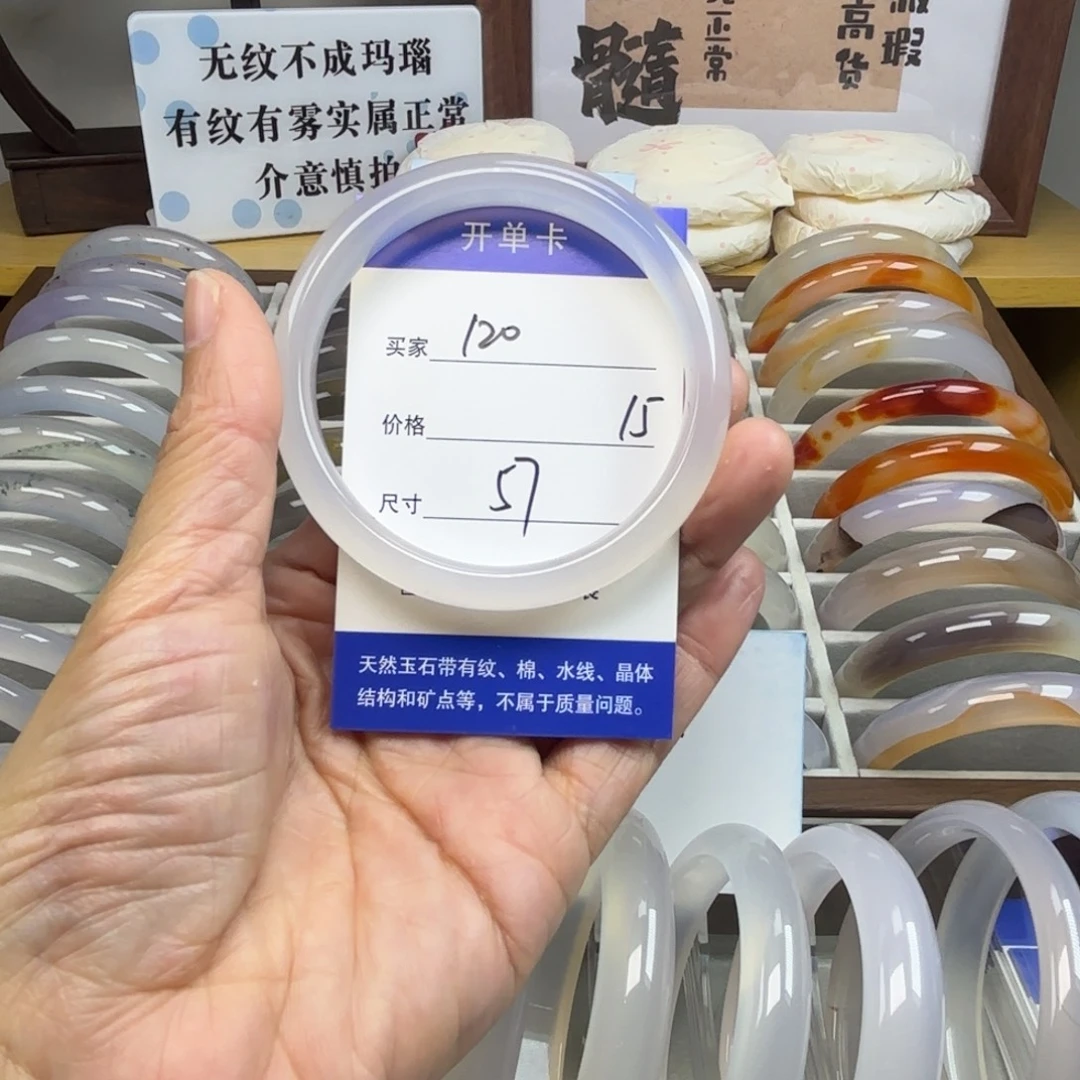 无纹不成玛瑙
有纹有雾实属正常
介意慎拍
髓
正常
高货
瑕
开单卡
买家 120
价格 15
尺寸 57
天然玉石带有纹、棉、水线、晶体
结构和矿点等，不属于质量问题。